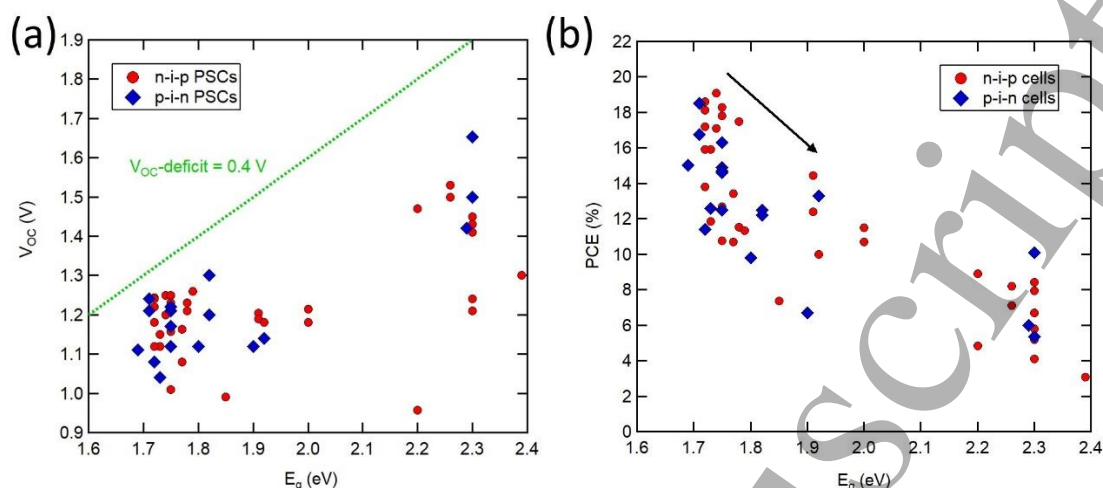 (a)
1.9
1.8
1.7
1.6
1.5
1.4
1.3
1.2
1.1
1.0
0.9
V_OC (V)
n-i-p PSCs
p-i-n PSCs
V_OC-deficit = 0.4 V
1.6 1.7 1.8 1.9 2.0 2.1 2.2 2.3 2.4
E_g (eV)
(b)
22
20
18
16
14
12
10
8
6
4
2
0
PCE (%)
n-i-p cells
p-i-n cells
1.6 1.7 1.8 1.9 2.0 2.1 2.2 2.3 2.4
E_g (eV)